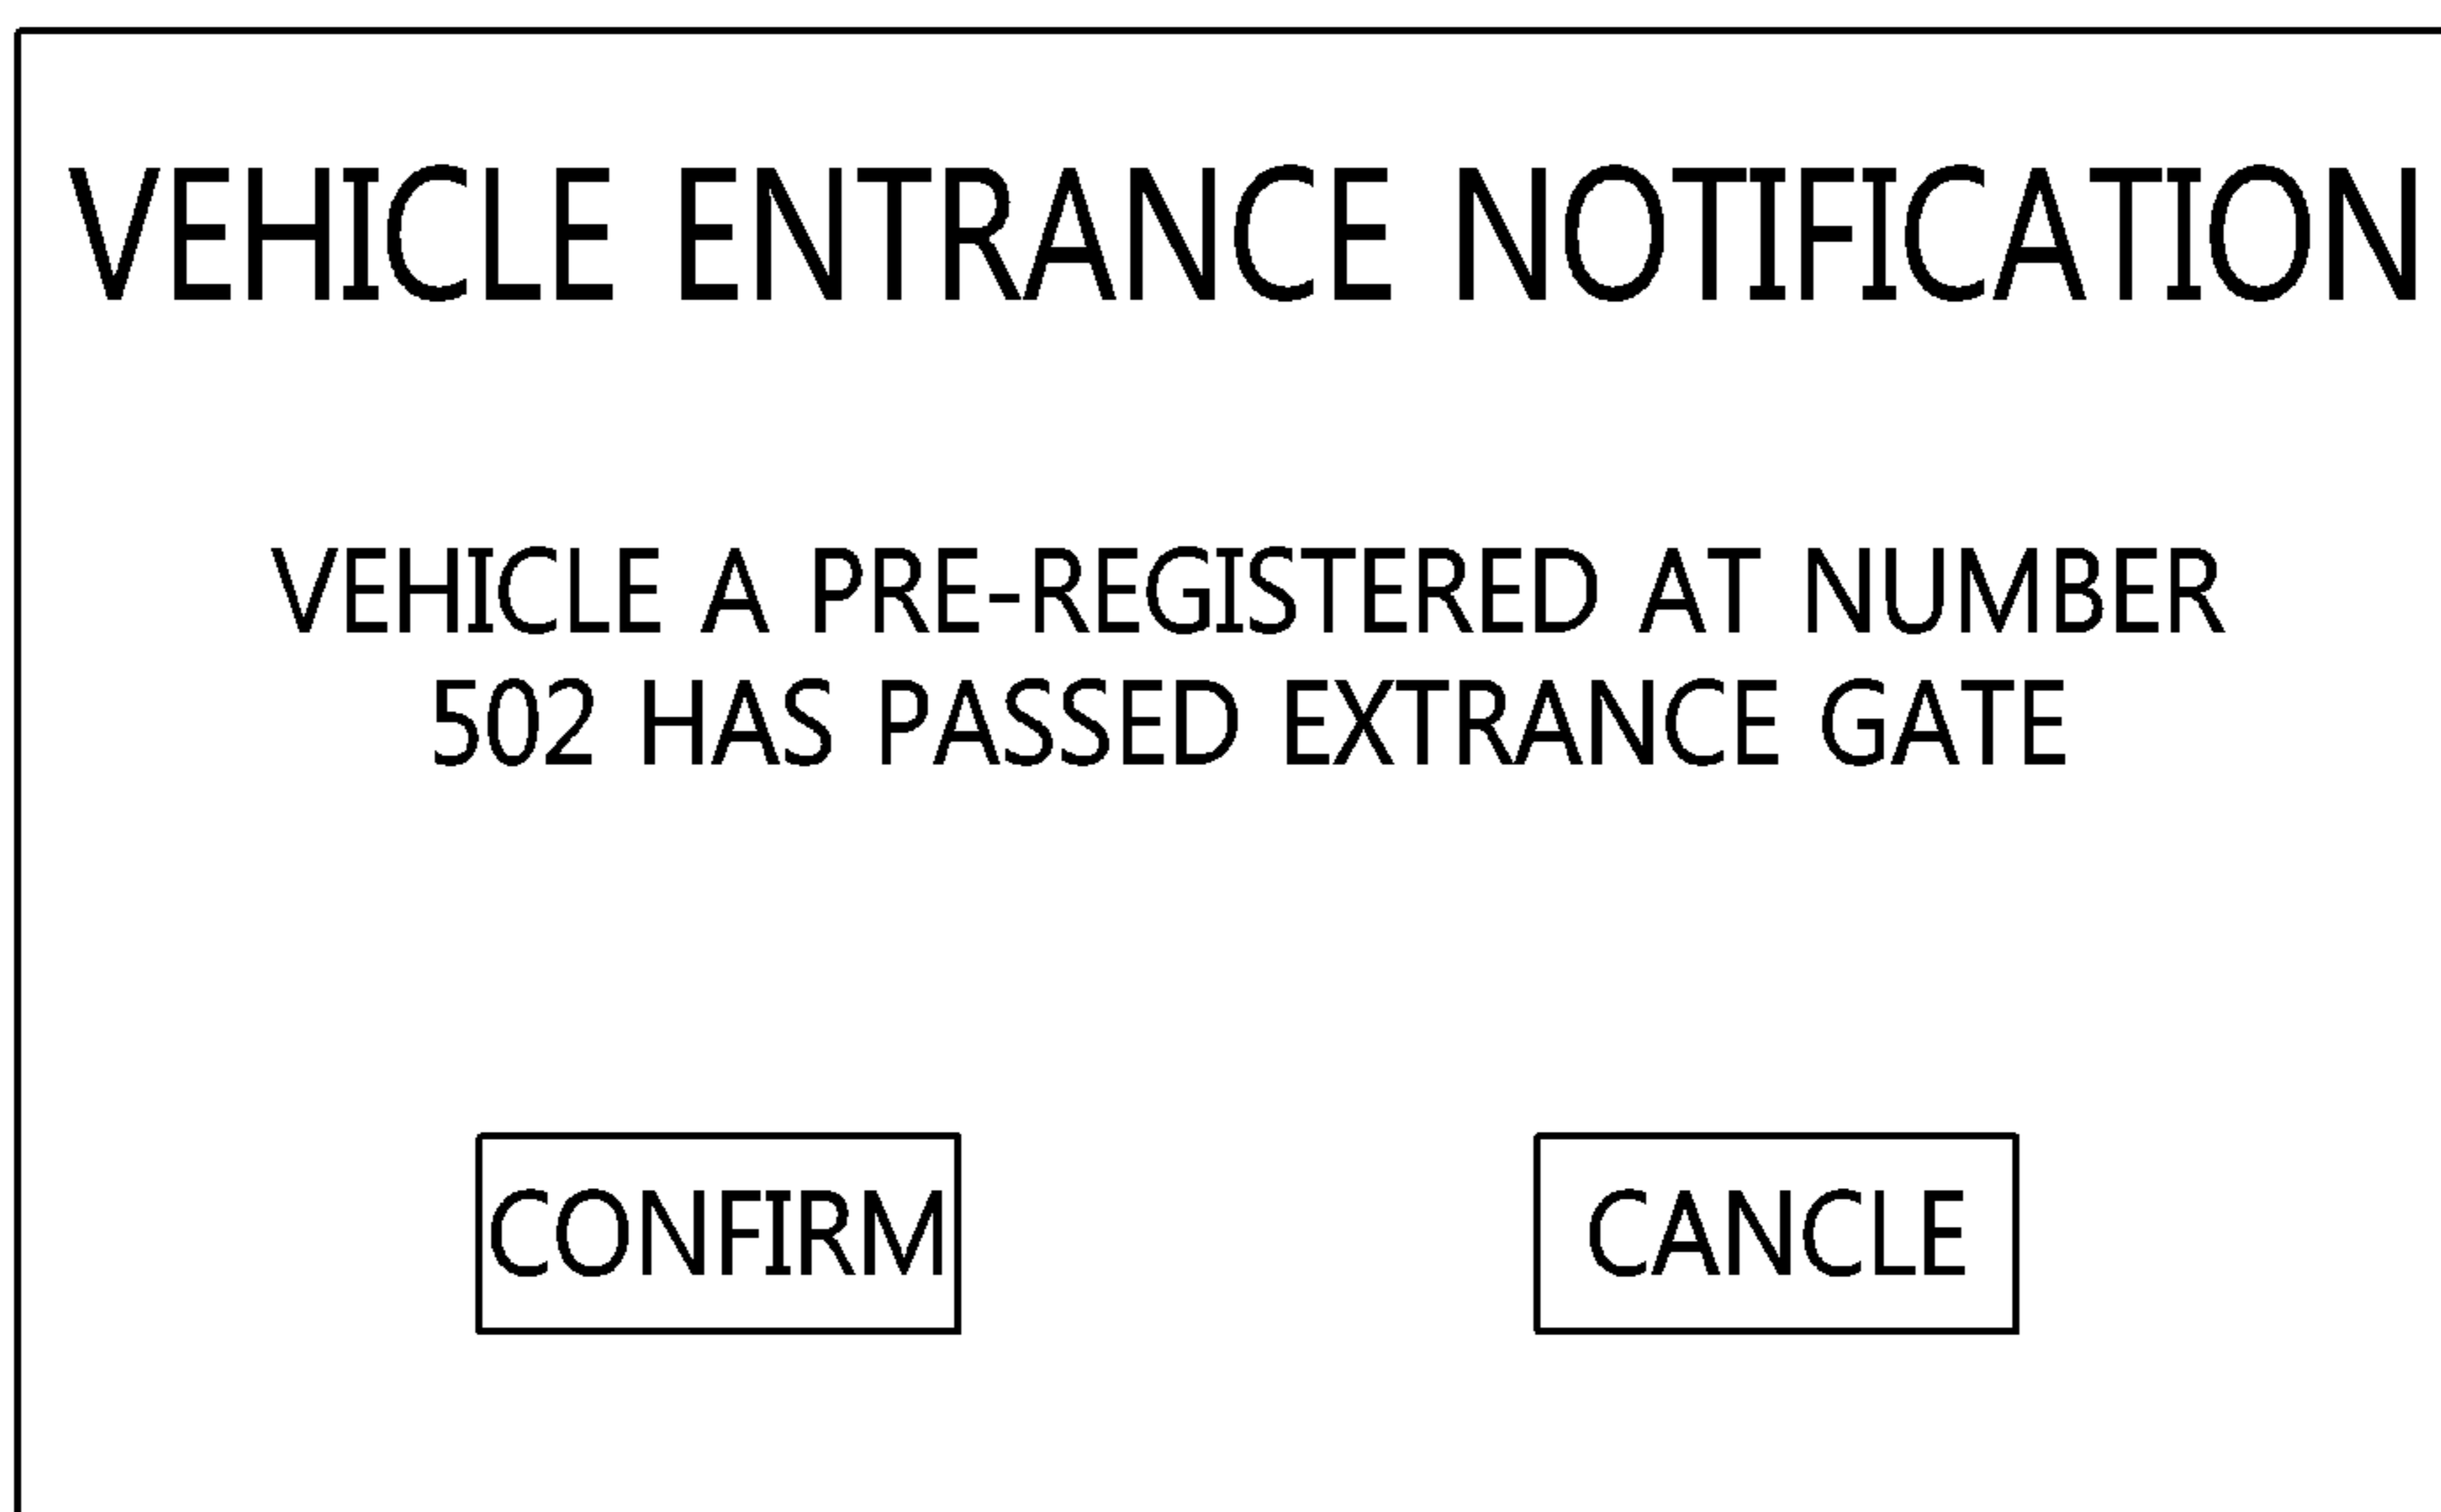 VEHICLE ENTRANCE NOTIFICATION
VEHICLE A PRE-REGISTERED AT NUMBER
502 HAS PASSED EXTRANCE GATE
CONFIRM
CANCLE